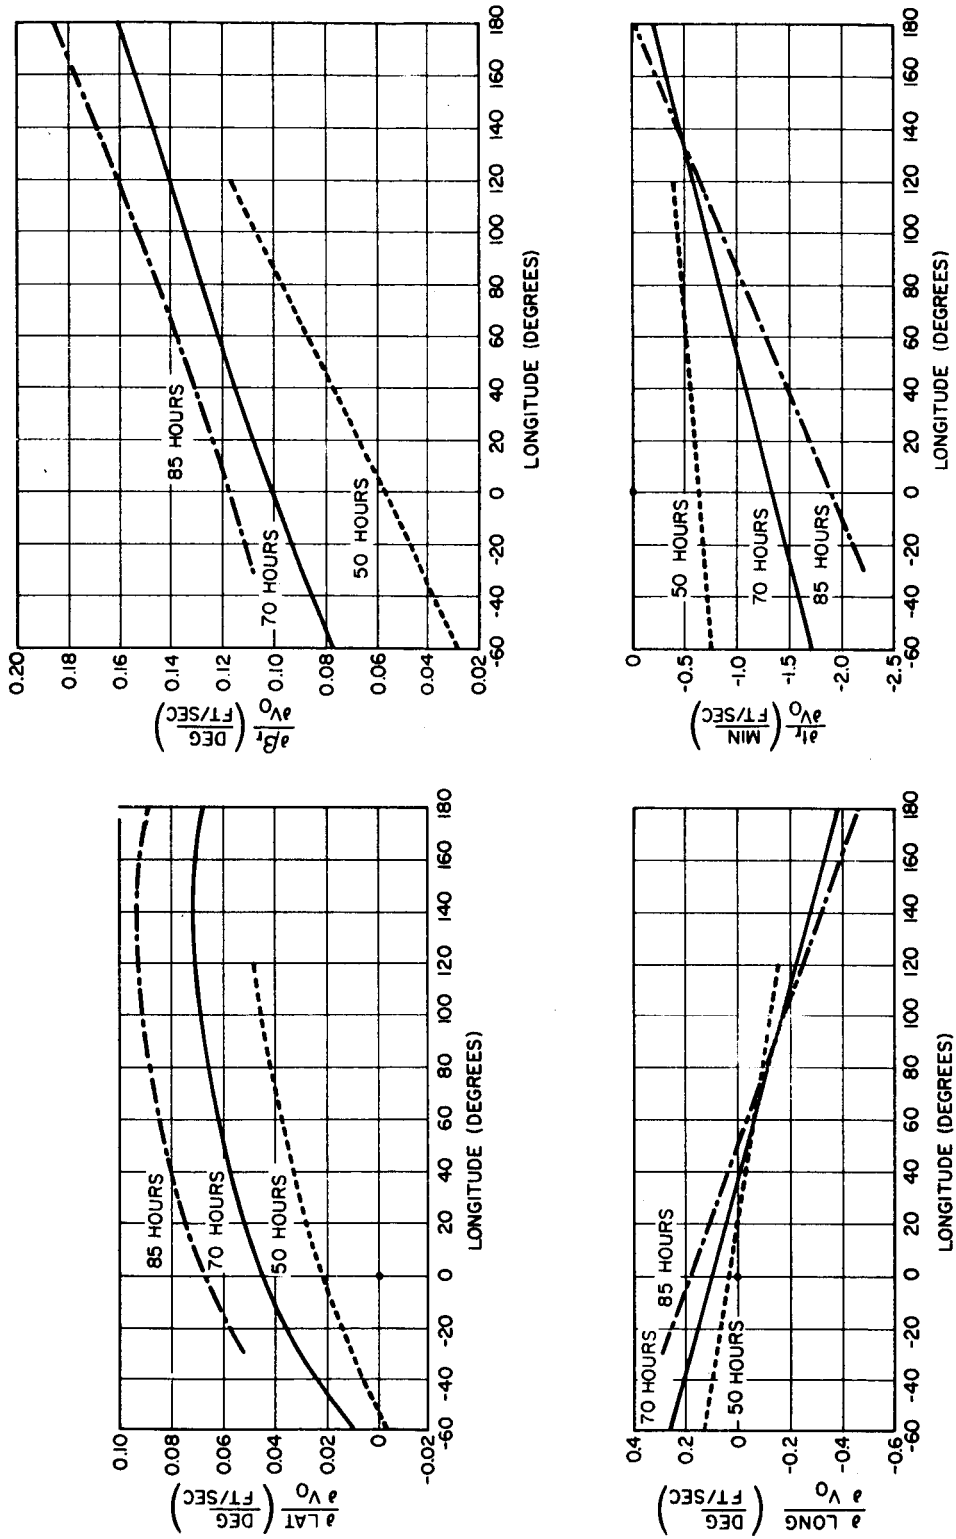 ∂ LAT
∂ V₀
(DEG
FT/SEC)
0.10
0.08
0.06
0.04
0.02
0
-0.02
85 HOURS
70 HOURS
50 HOURS
-60 -40 -20 0 20 40 60 80 100 120 140 160 180
LONGITUDE (DEGREES)
∂βr
∂V₀
(DEG
FT/SEC)
0.20
0.18
0.16
0.14
0.12
0.10
0.08
0.06
0.04
0.02
85 HOURS
70 HOURS
50 HOURS
-60 -40 -20 0 20 40 60 80 100 120 140 160 180
LONGITUDE (DEGREES)
∂ LONG
∂ V₀
(DEG
FT/SEC)
0.4
0.2
0
-0.2
-0.4
-0.6
70 HOURS
85 HOURS
50 HOURS
-60 -40 -20 0 20 40 60 80 100 120 140 160 180
LONGITUDE (DEGREES)
∂tr
∂V₀
(MIN
FT/SEC)
0
-0.5
-1.0
-1.5
-2.0
-2.5
50 HOURS
70 HOURS
85 HOURS
-60 -40 -20 0 20 40 60 80 100 120 140 160 180
LONGITUDE (DEGREES)